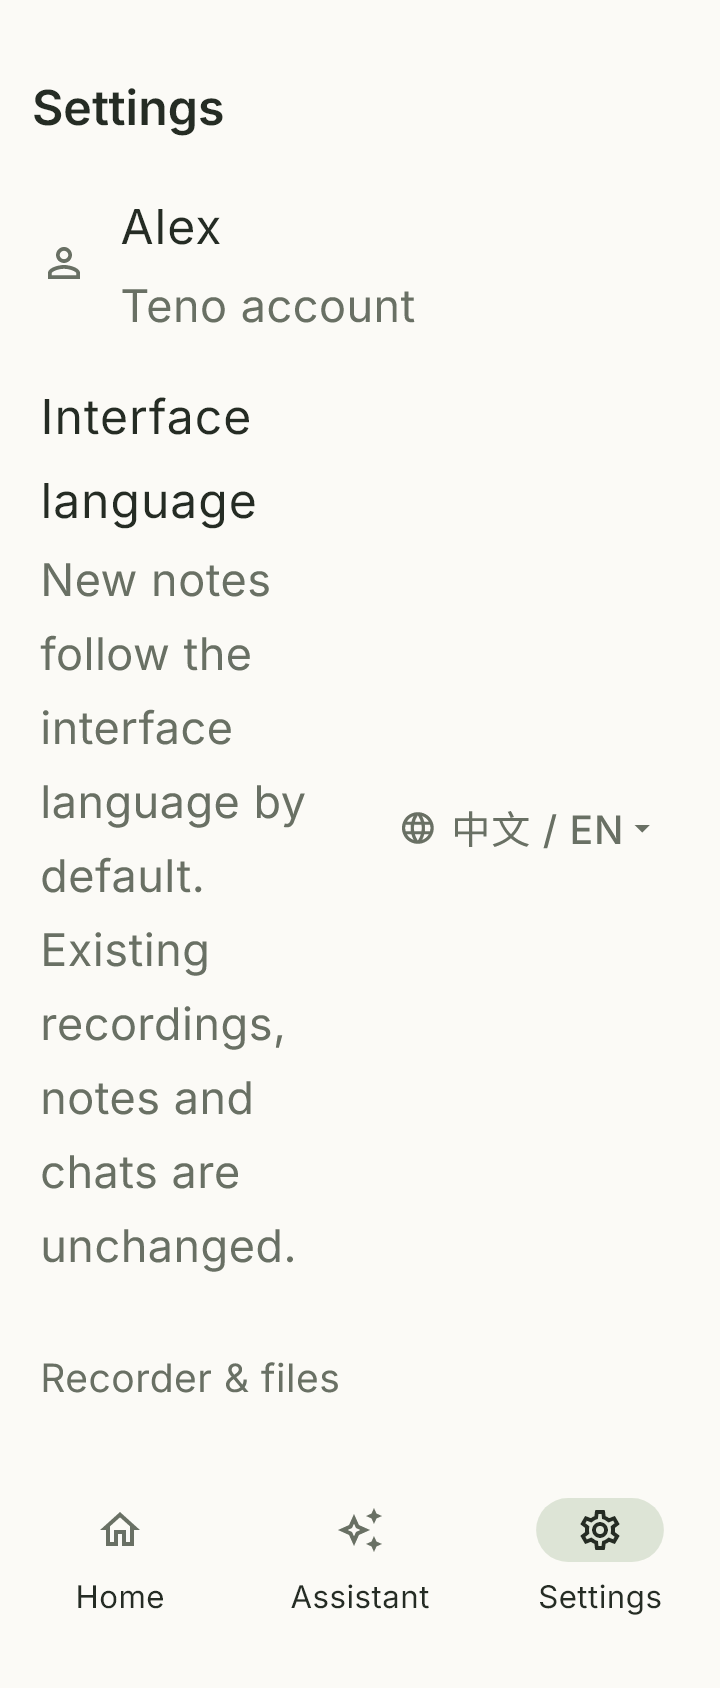 Settings
Alex
Teno account
Interface
language
New notes
follow the
interface
language by
default.
Existing
recordings,
notes and
chats are
unchanged.
中文 / EN
Recorder & files
Home
Assistant
Settings